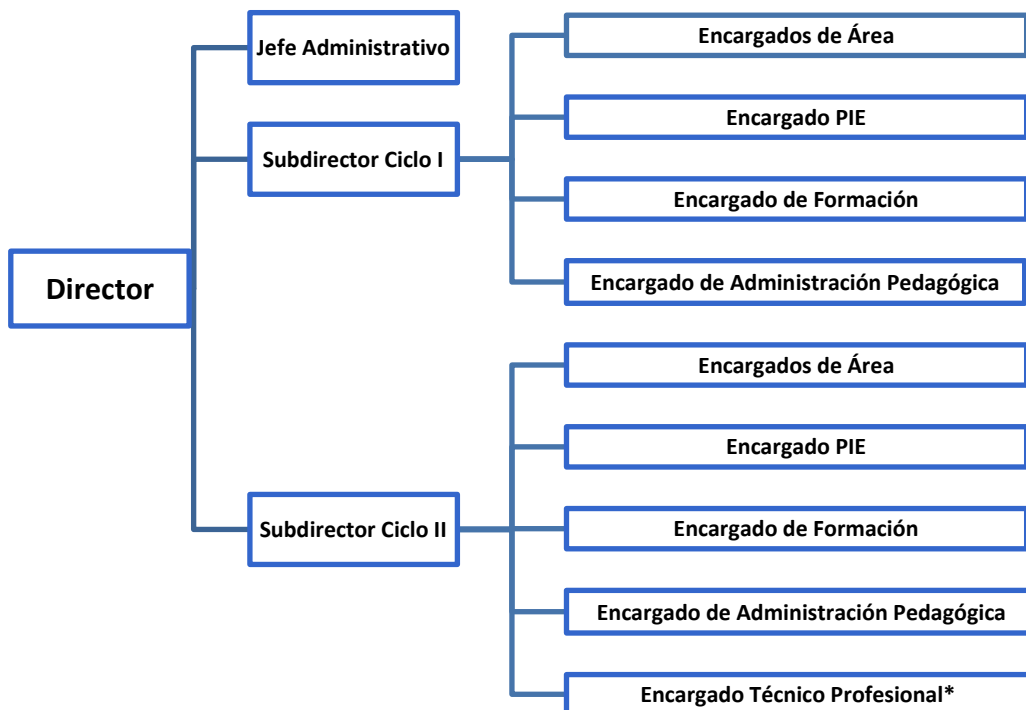 Director
Jefe Administrativo
Subdirector Ciclo I
Encargados de Área
Encargado PIE
Encargado de Formación
Encargado de Administración Pedagógica
Subdirector Ciclo II
Encargados de Área
Encargado PIE
Encargado de Formación
Encargado de Administración Pedagógica
Encargado Técnico Profesional*